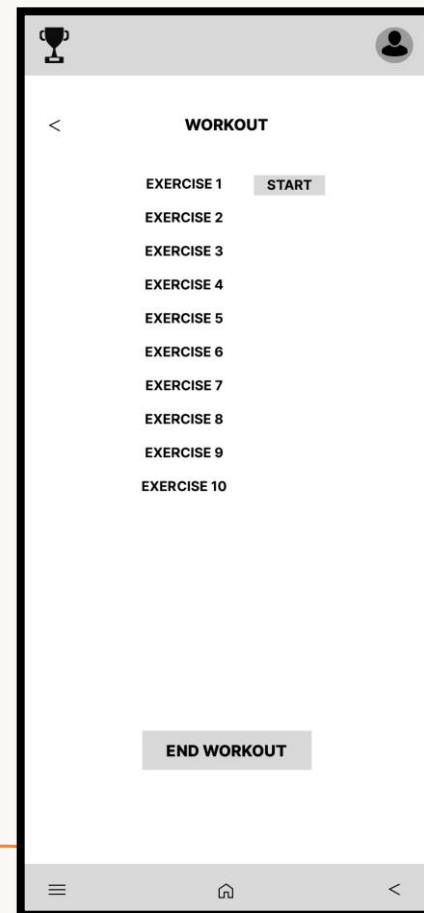 < WORKOUT
EXERCISE 1 START
EXERCISE 2
EXERCISE 3
EXERCISE 4
EXERCISE 5
EXERCISE 6
EXERCISE 7
EXERCISE 8
EXERCISE 9
EXERCISE 10
END WORKOUT
<